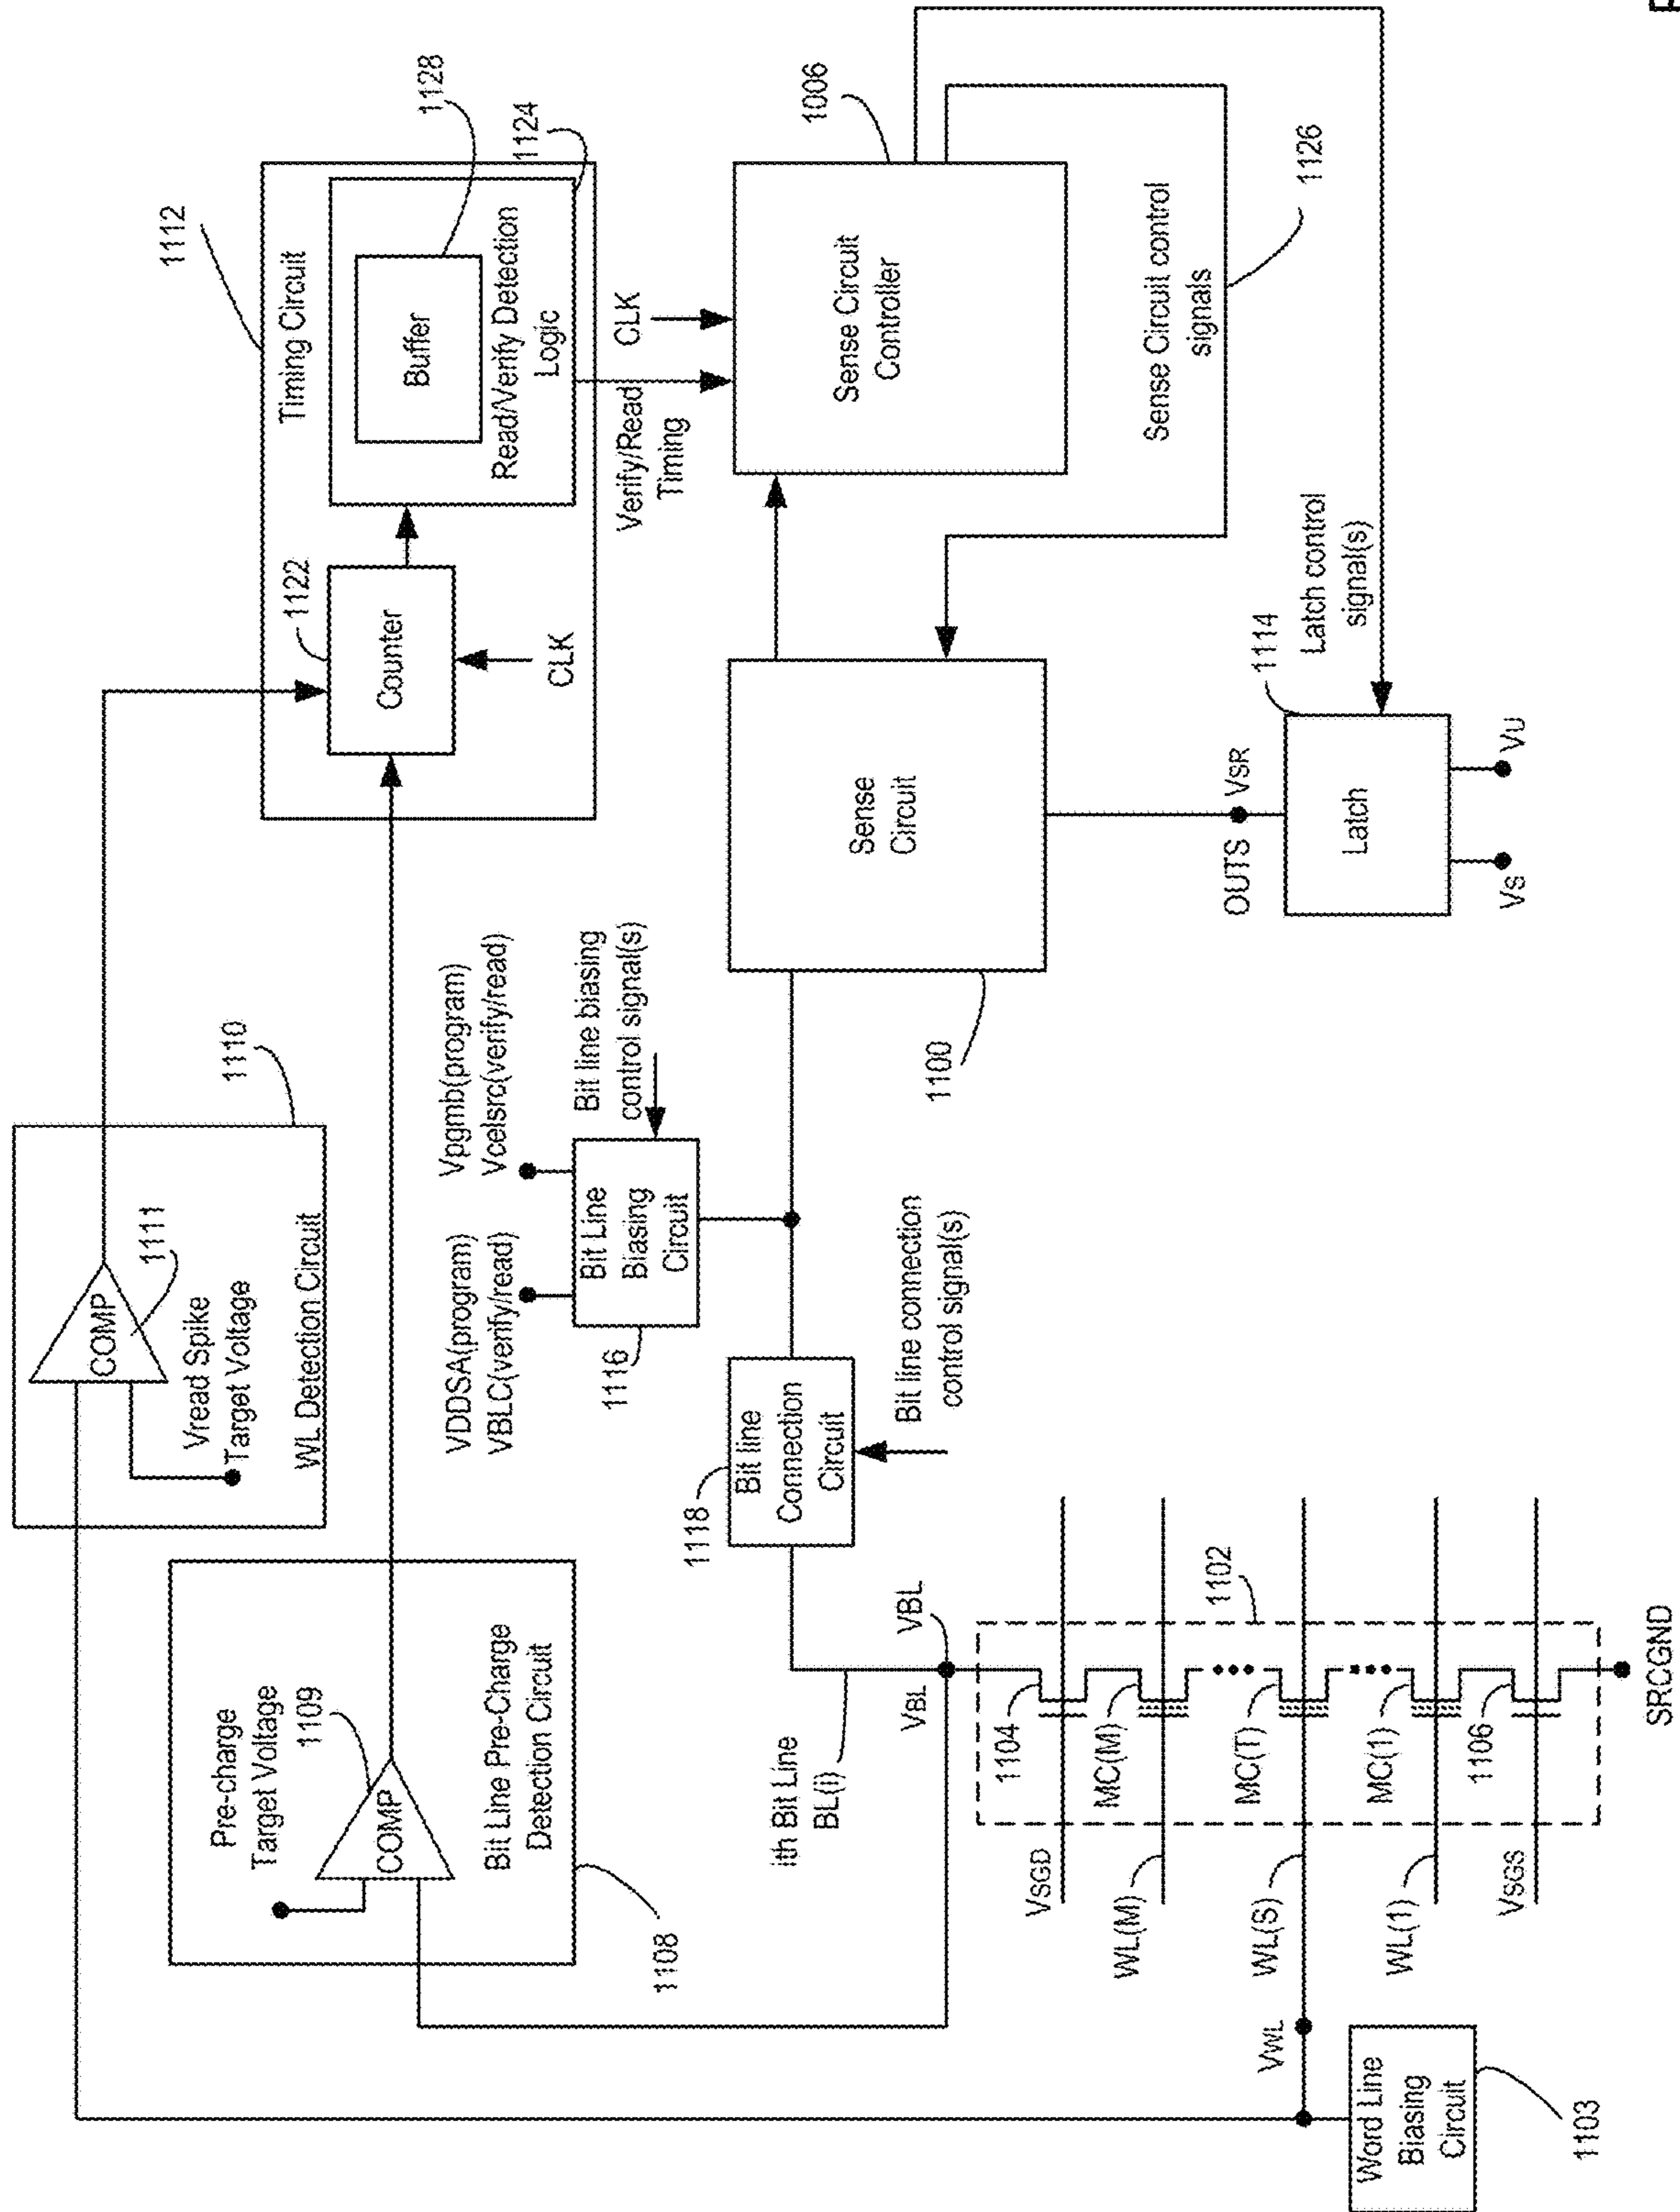 1112
Timing Circuit
1128
1124
Buffer
Read/Verify Detection
Logic
1122
Counter
CLK
Verify/Read
Timing
CLK
1006
Sense Circuit
Controller
Sense Circuit control
signals
1126
Latch control
signal(s)
1110
COMP
1111
Vread Spike
Target Voltage
WL Detection Circuit
Pre-charge
Target Voltage
1109
COMP
Bit Line Pre-Charge
Detection Circuit
1108
VDDSA(program)
VBLC(verify/read)
Vpgmb(program)
Vcelsrc(verify/read)
Bit line biasing
control signal(s)
Bit Line
Biasing
Circuit
1116
1118
Bit line
Connection
Circuit
Bit line connection
control signal(s)
Sense
Circuit
1100
OUTS
VSR
1114
Latch
VS
VU
ith Bit Line
BL(i)
VBL
VBL
1102
VSGD
1104
WL(M)
MC(M)
WL(S)
MC(T)
WL(1)
MC(1)
VSGS
1106
SRCGND
VWL
Word Line
Biasing
Circuit
1103